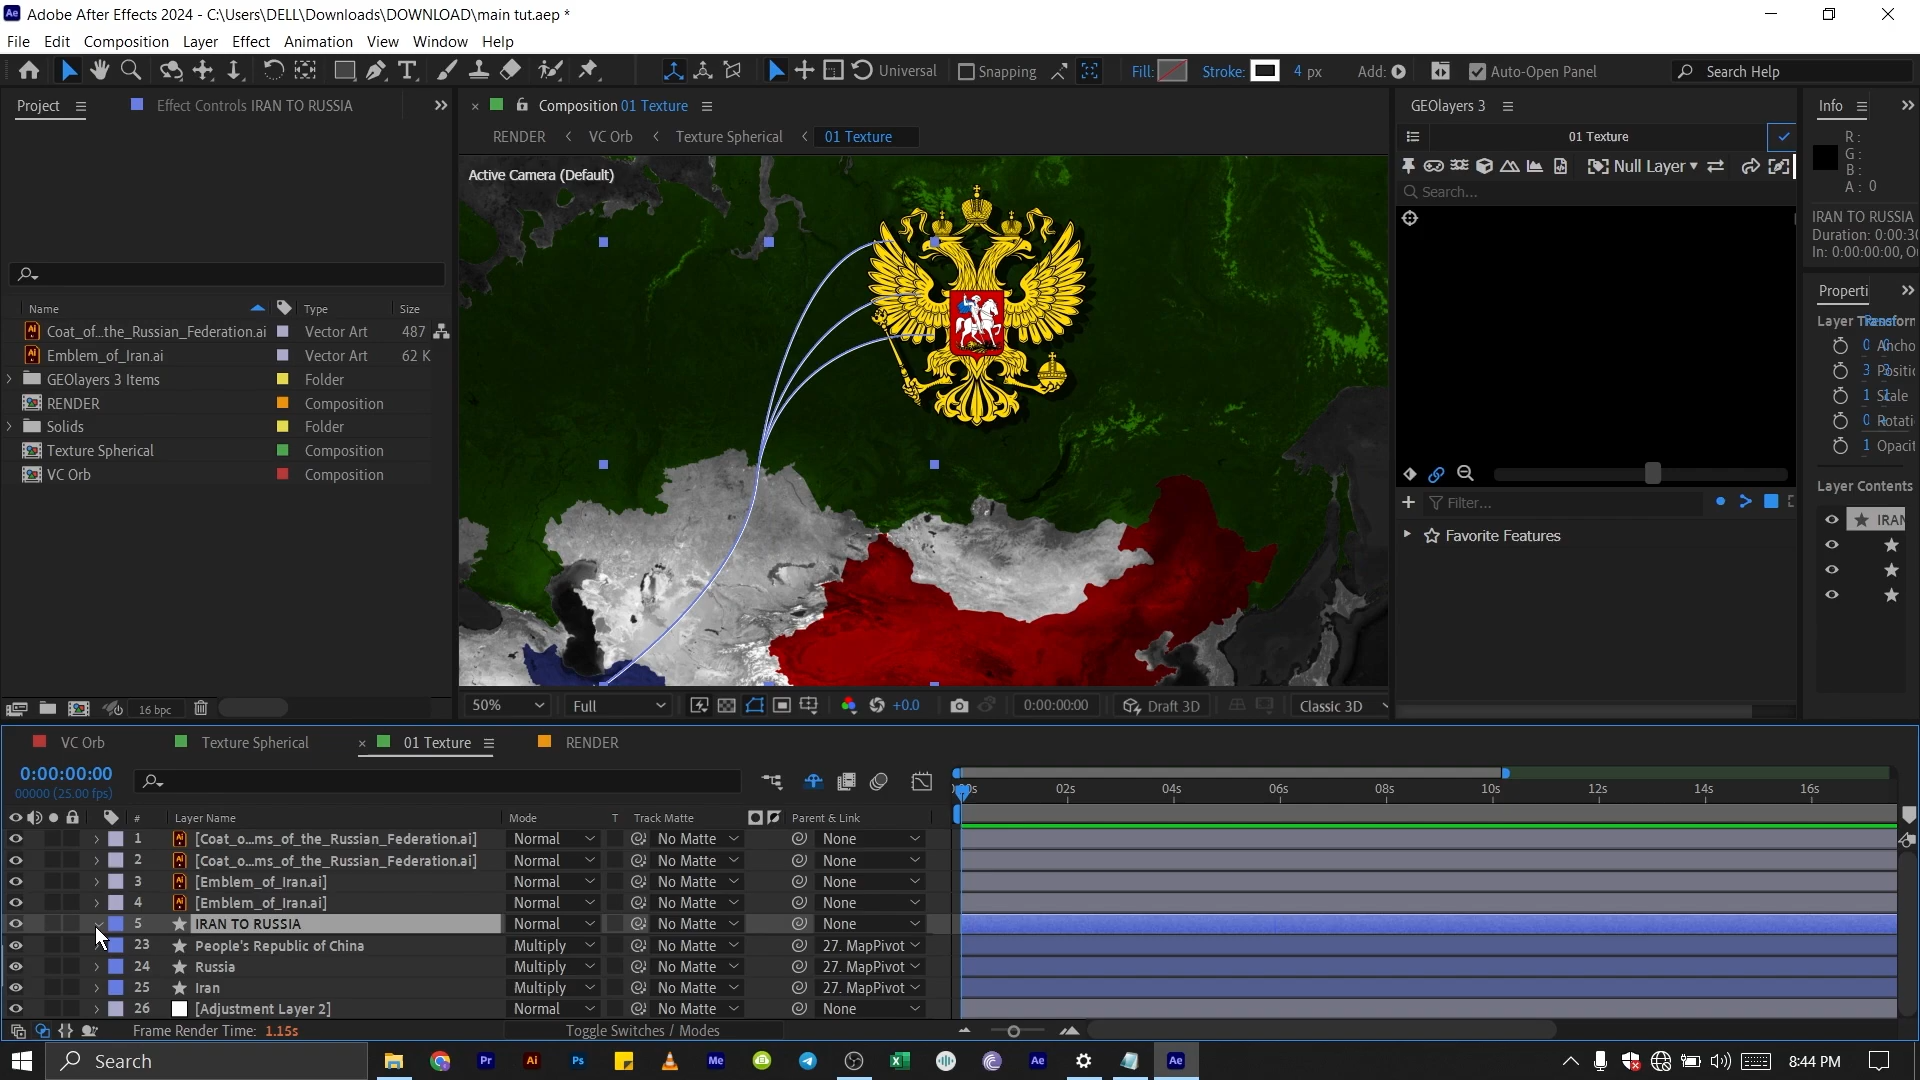 Adobe After Effects 2024 - C:\Users\DELL\Downloads\DOWNLOAD\main tut.aep *
File Edit Composition Layer Effect Animation View Window Help
Universal Snapping Fill: Stroke: 4 px Add: Auto-Open Panel Search Help
Project Effect Controls IRAN TO RUSSIA
Composition 01 Texture
GEOlayers 3
Info
RENDER < VC Orb < Texture Spherical < 01 Texture
01 Texture
R:
G:
B:
A: 0
Active Camera (Default)
Null Layer
Search...
IRAN TO RUSSIA
Duration: 0:00:30
In: 0:00:00:00, O
Properti
Name Type Size
Coat_of...the_Russian_Federation.ai Vector Art 487
Emblem_of_Iran.ai Vector Art 62 K
GEOlayers 3 Items Folder
RENDER Composition
Solids Folder
Texture Spherical Composition
VC Orb Composition
Layer Contents
IRAN
Filter...
Favorite Features
16 bpc
50% Full +0.0 0:00:00:00 Draft 3D Classic 3D
VC Orb Texture Spherical × 01 Texture RENDER
0:00:00:00
00000 (25.00 fps)
02s 04s 06s 08s 10s 12s 14s 16s
# Layer Name Mode T Track Matte Parent & Link
1 [Coat_o...ms_of_the_Russian_Federation.ai] Normal No Matte None
2 [Coat_o...ms_of_the_Russian_Federation.ai] Normal No Matte None
3 [Emblem_of_Iran.ai] Normal No Matte None
4 [Emblem_of_Iran.ai] Normal No Matte None
5 IRAN TO RUSSIA Normal No Matte None
23 People's Republic of China Multiply No Matte 27. MapPivot
24 Russia Multiply No Matte 27. MapPivot
25 Iran Multiply No Matte 27. MapPivot
26 [Adjustment Layer 2] Normal No Matte None
Frame Render Time: 1.15s Toggle Switches / Modes
Search 8:44 PM